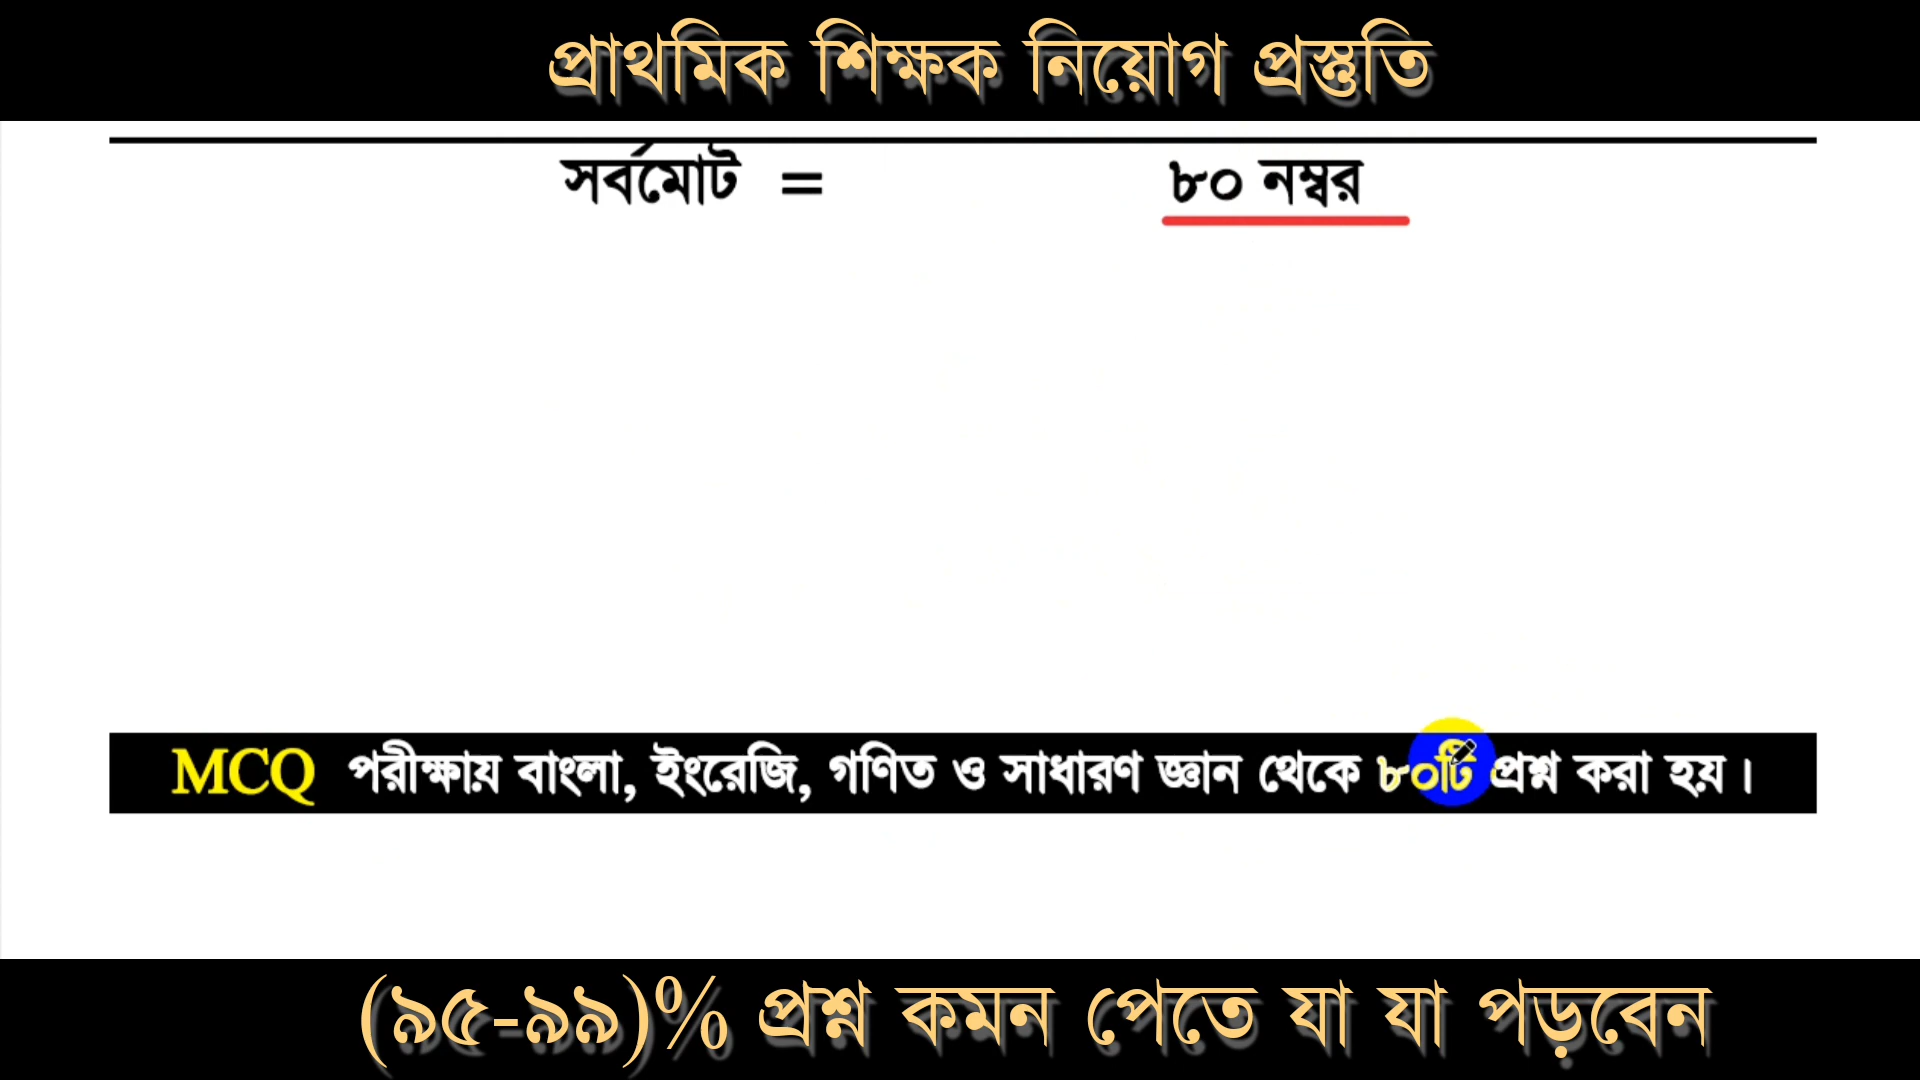 প্রাথমিক শিক্ষক নিয়োগ প্রস্তুতি
সর্বমোট = ৮০ নম্বর
MCQ পরীক্ষায় বাংলা, ইংরেজি, গণিত ও সাধারণ জ্ঞান থেকে ৮০টি প্রশ্ন করা হয়।
(৯৫-৯৯)% প্রশ্ন কমন পেতে যা যা পড়বেন